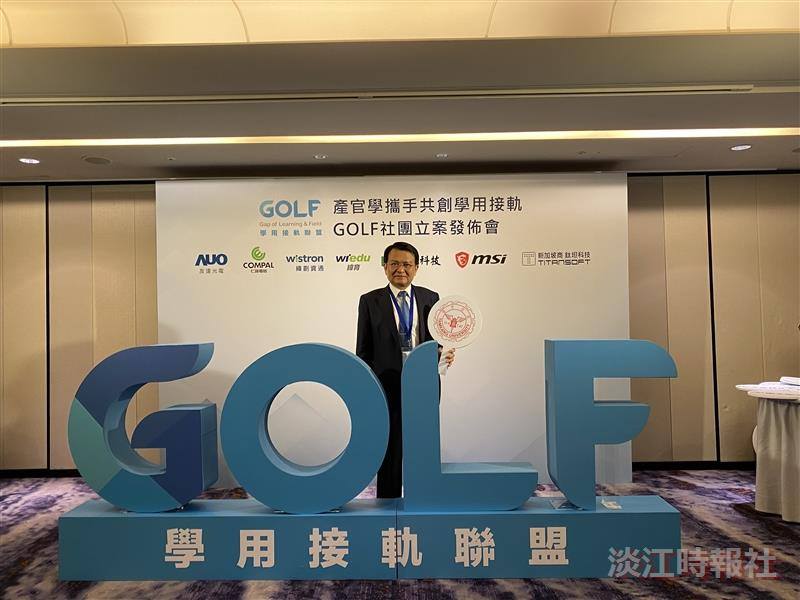 GOLF
Gap of Learning & Field
學用接軌聯盟
產官學攜手共創學用接軌
GOLF社團立案發佈會
AUO
友達光電
COMPAL
仁寶電腦
wistron
緯創資通
wiedu
緯育
科技
msi
新加坡商 鈦坦科技
TITANSOFT
GOLF
學用接軌聯盟
淡江時報社